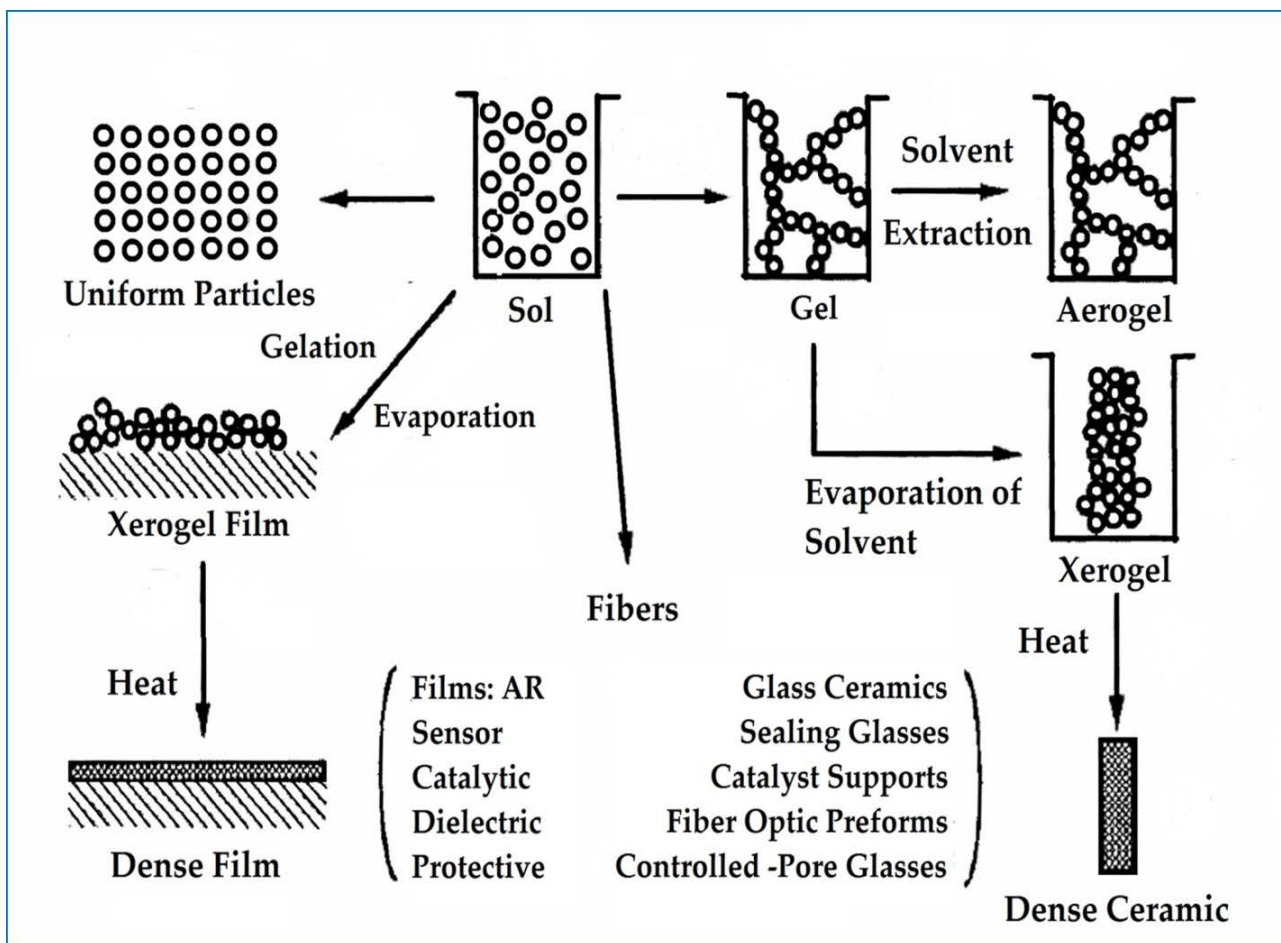 Solvent
Extraction
Uniform Particles
Sol
Gel
Aerogel
Gelation
Evaporation
Evaporation of
Solvent
Xerogel Film
Xerogel
Fibers
Heat
Heat
Films: AR
Sensor
Catalytic
Dielectric
Protective
Glass Ceramics
Sealing Glasses
Catalyst Supports
Fiber Optic Preforms
Controlled -Pore Glasses
Dense Film
Dense Ceramic